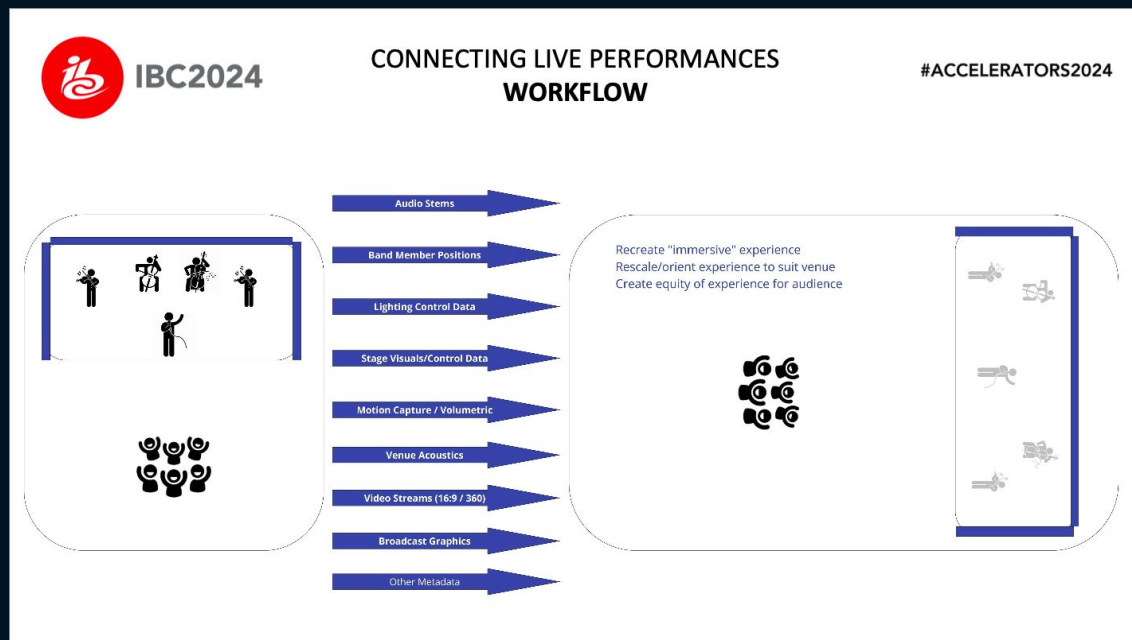 IBC2024
CONNECTING LIVE PERFORMANCES
WORKFLOW
#ACCELERATORS2024
Audio Stems
Band Member Positions
Lighting Control Data
Stage Visuals/Control Data
Motion Capture / Volumetric
Venue Acoustics
Video Streams (16:9 / 360)
Broadcast Graphics
Other Metadata
Recreate "immersive" experience
Rescale/orient experience to suit venue
Create equity of experience for audience